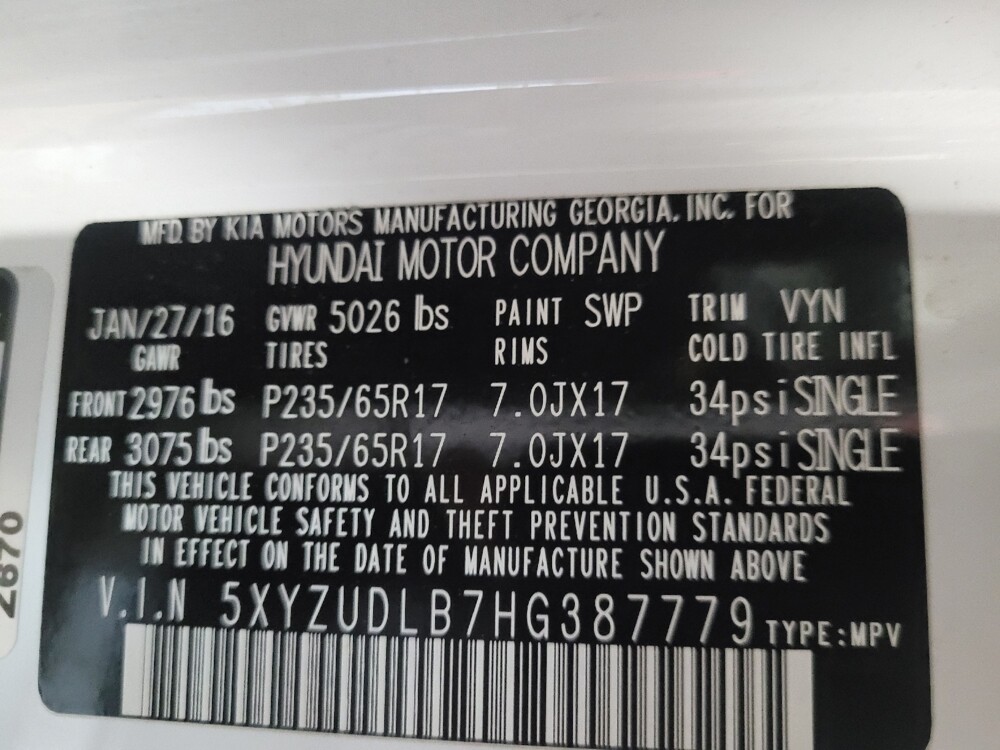 MFD. BY KIA MOTORS MANUFACTURING GEORGIA, INC. FOR
HYUNDAI MOTOR COMPANY
JAN/27/16 GVWR 5026 lbs PAINT SWP TRIM VYN
GAWR TIRES RIMS COLD TIRE INFL
FRONT 2976 lbs P235/65R17 7.0JX17 34psi SINGLE
REAR 3075 lbs P235/65R17 7.0JX17 34psi SINGLE
THIS VEHICLE CONFORMS TO ALL APPLICABLE U.S.A. FEDERAL
MOTOR VEHICLE SAFETY AND THEFT PREVENTION STANDARDS
IN EFFECT ON THE DATE OF MANUFACTURE SHOWN ABOVE
V.I.N 5XYZUDLB7HG387779 TYPE:MPV
2870